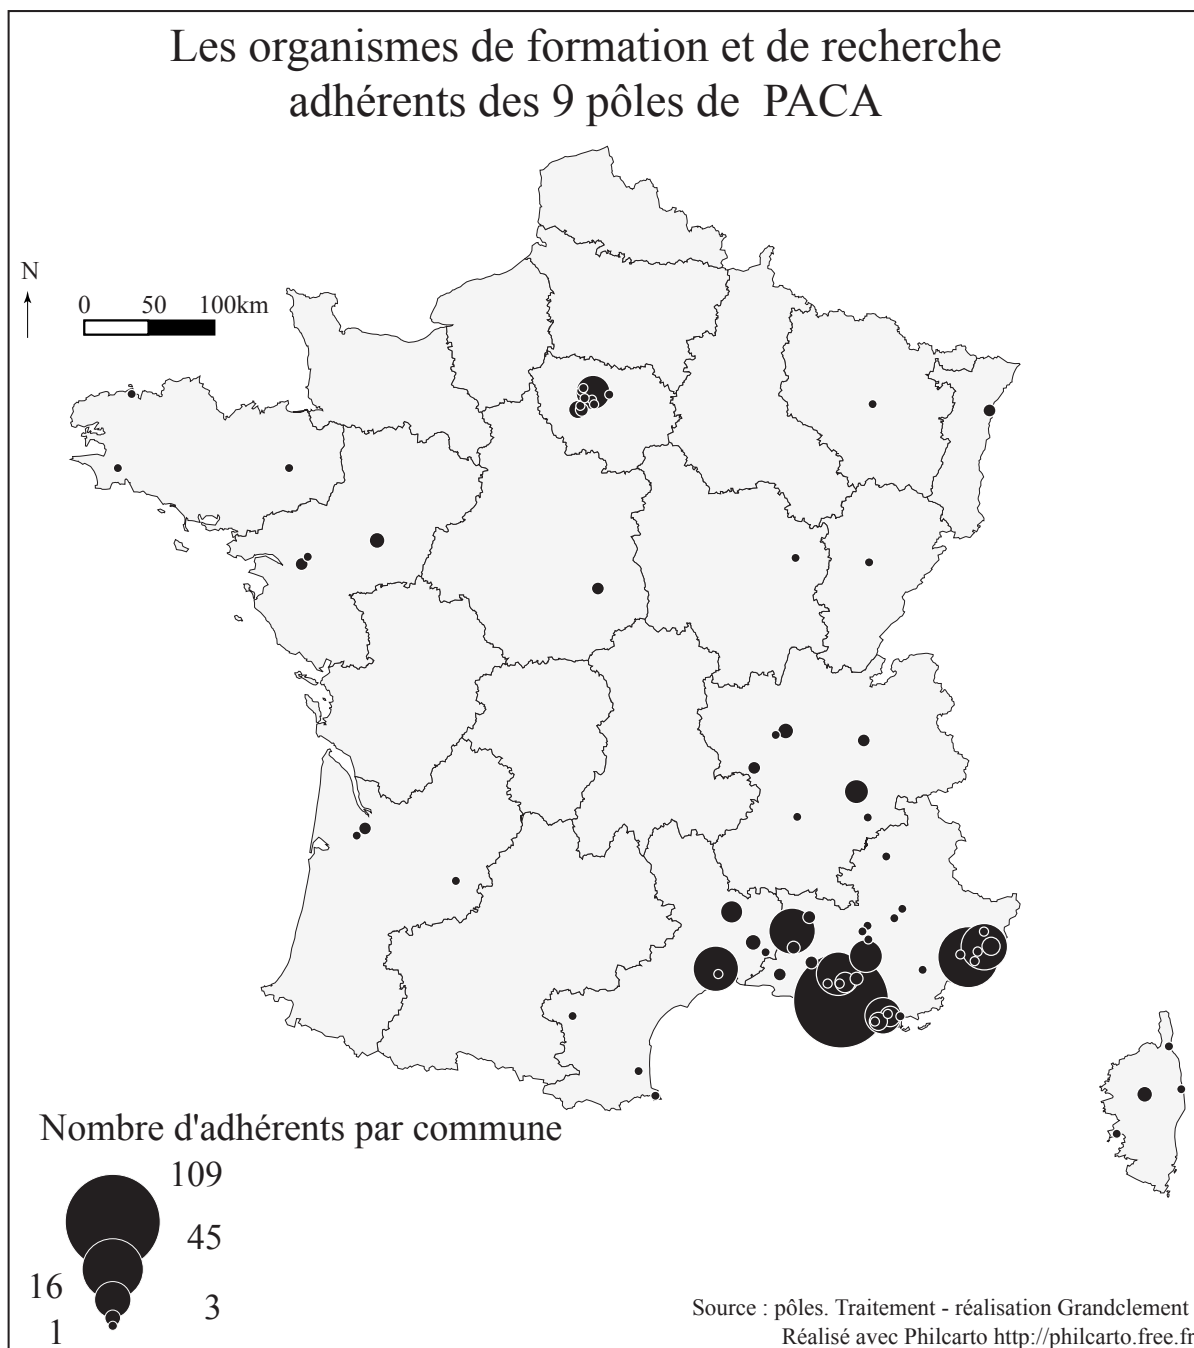 Les organismes de formation et de recherche
adhérents des 9 pôles de PACA
N
0 50 100km
Nombre d'adhérents par commune
109
45
16
3
1
Source : pôles. Traitement - réalisation Grandclement
Réalisé avec Philcarto http://philcarto.free.fr